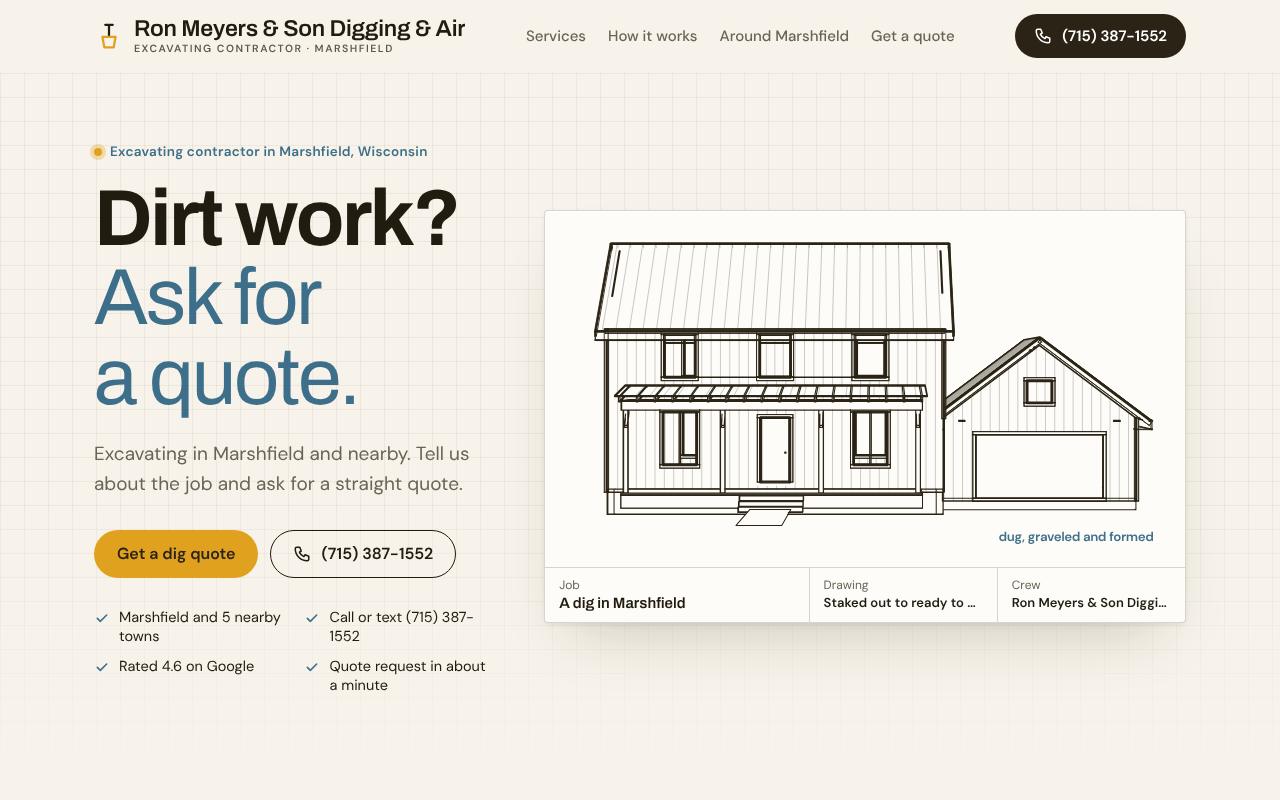 Ron Meyers & Son Digging & Air
EXCAVATING CONTRACTOR · MARSHFIELD
Services
How it works
Around Marshfield
Get a quote
(715) 387-1552
Excavating contractor in Marshfield, Wisconsin
Dirt work?
Ask for
a quote.
Excavating in Marshfield and nearby. Tell us
about the job and ask for a straight quote.
Get a dig quote
(715) 387-1552
Marshfield and 5 nearby
towns
Call or text (715) 387-
1552
Rated 4.6 on Google
Quote request in about
a minute
dug, graveled and formed
Job
A dig in Marshfield
Drawing
Staked out to ready to ...
Crew
Ron Meyers & Son Diggi...